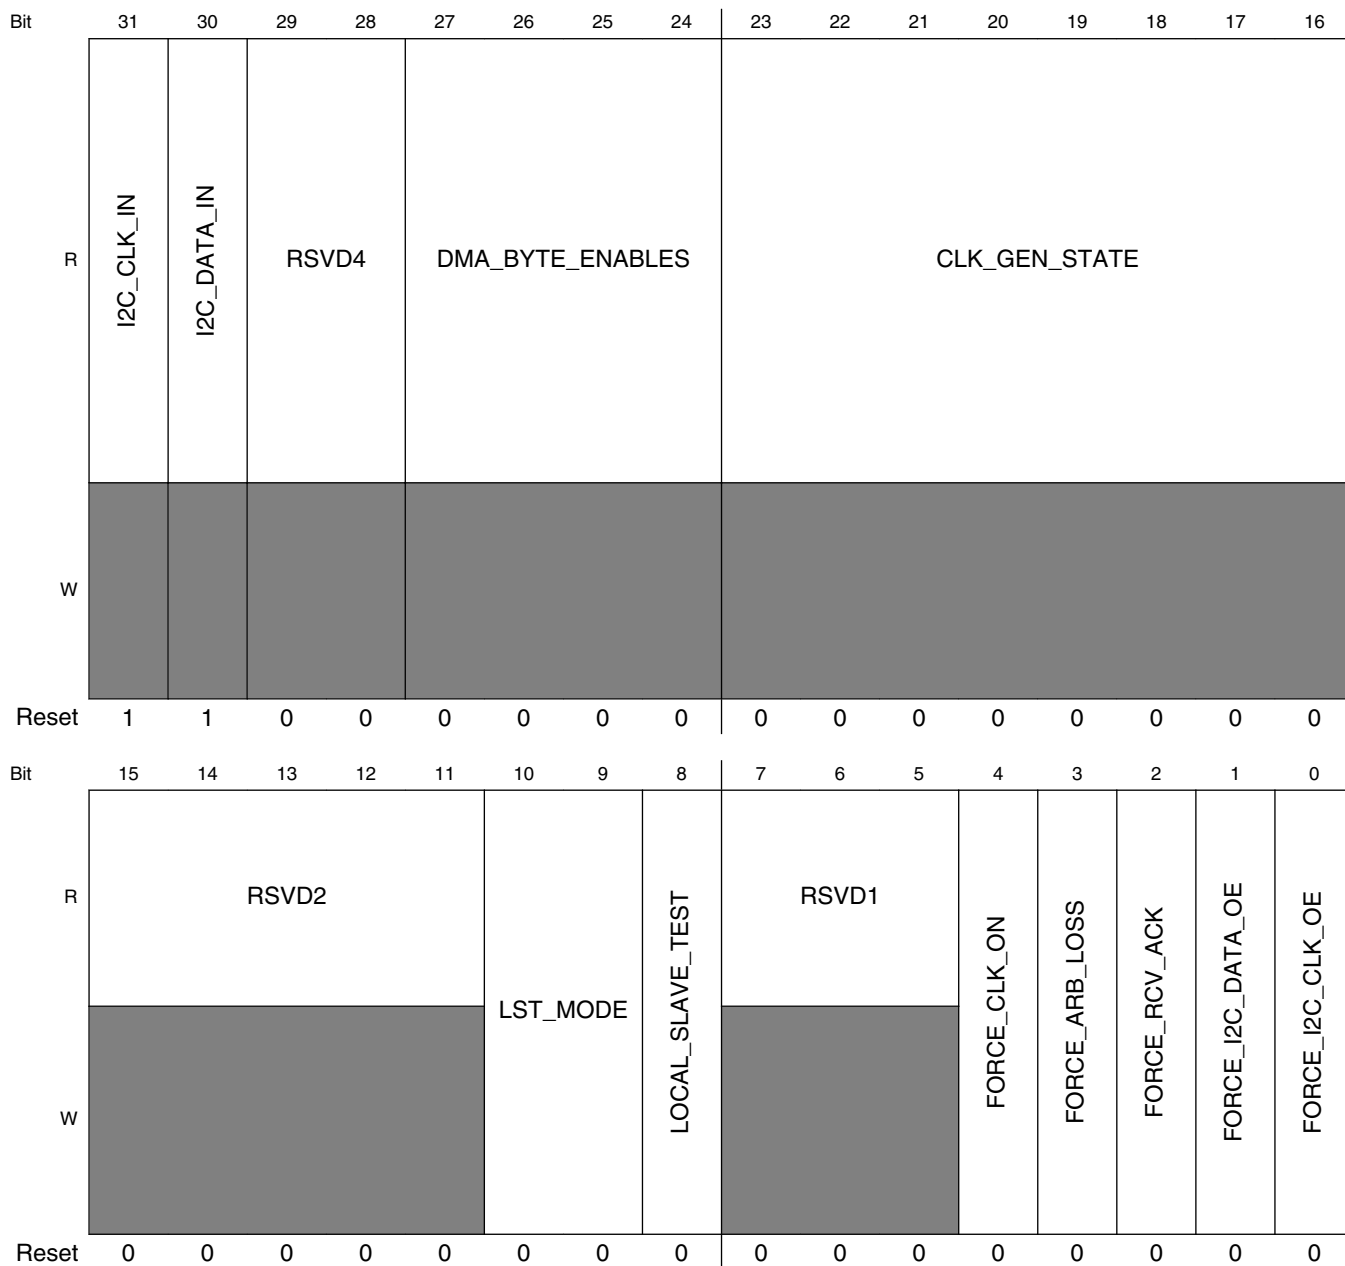 Bit 31 30 29 28 27 26 25 24 23 22 21 20 19 18 17 16
R I2C_CLK_IN I2C_DATA_IN RSVD4 DMA_BYTE_ENABLES CLK_GEN_STATE
W
Reset 1 1 0 0 0 0 0 0 0 0 0 0 0 0 0 0
Bit 15 14 13 12 11 10 9 8 7 6 5 4 3 2 1 0
R RSVD2 LST_MODE LOCAL_SLAVE_TEST RSVD1 FORCE_CLK_ON FORCE_ARB_LOSS FORCE_RCV_ACK FORCE_I2C_DATA_OE FORCE_I2C_CLK_OE
W
Reset 0 0 0 0 0 0 0 0 0 0 0 0 0 0 0 0